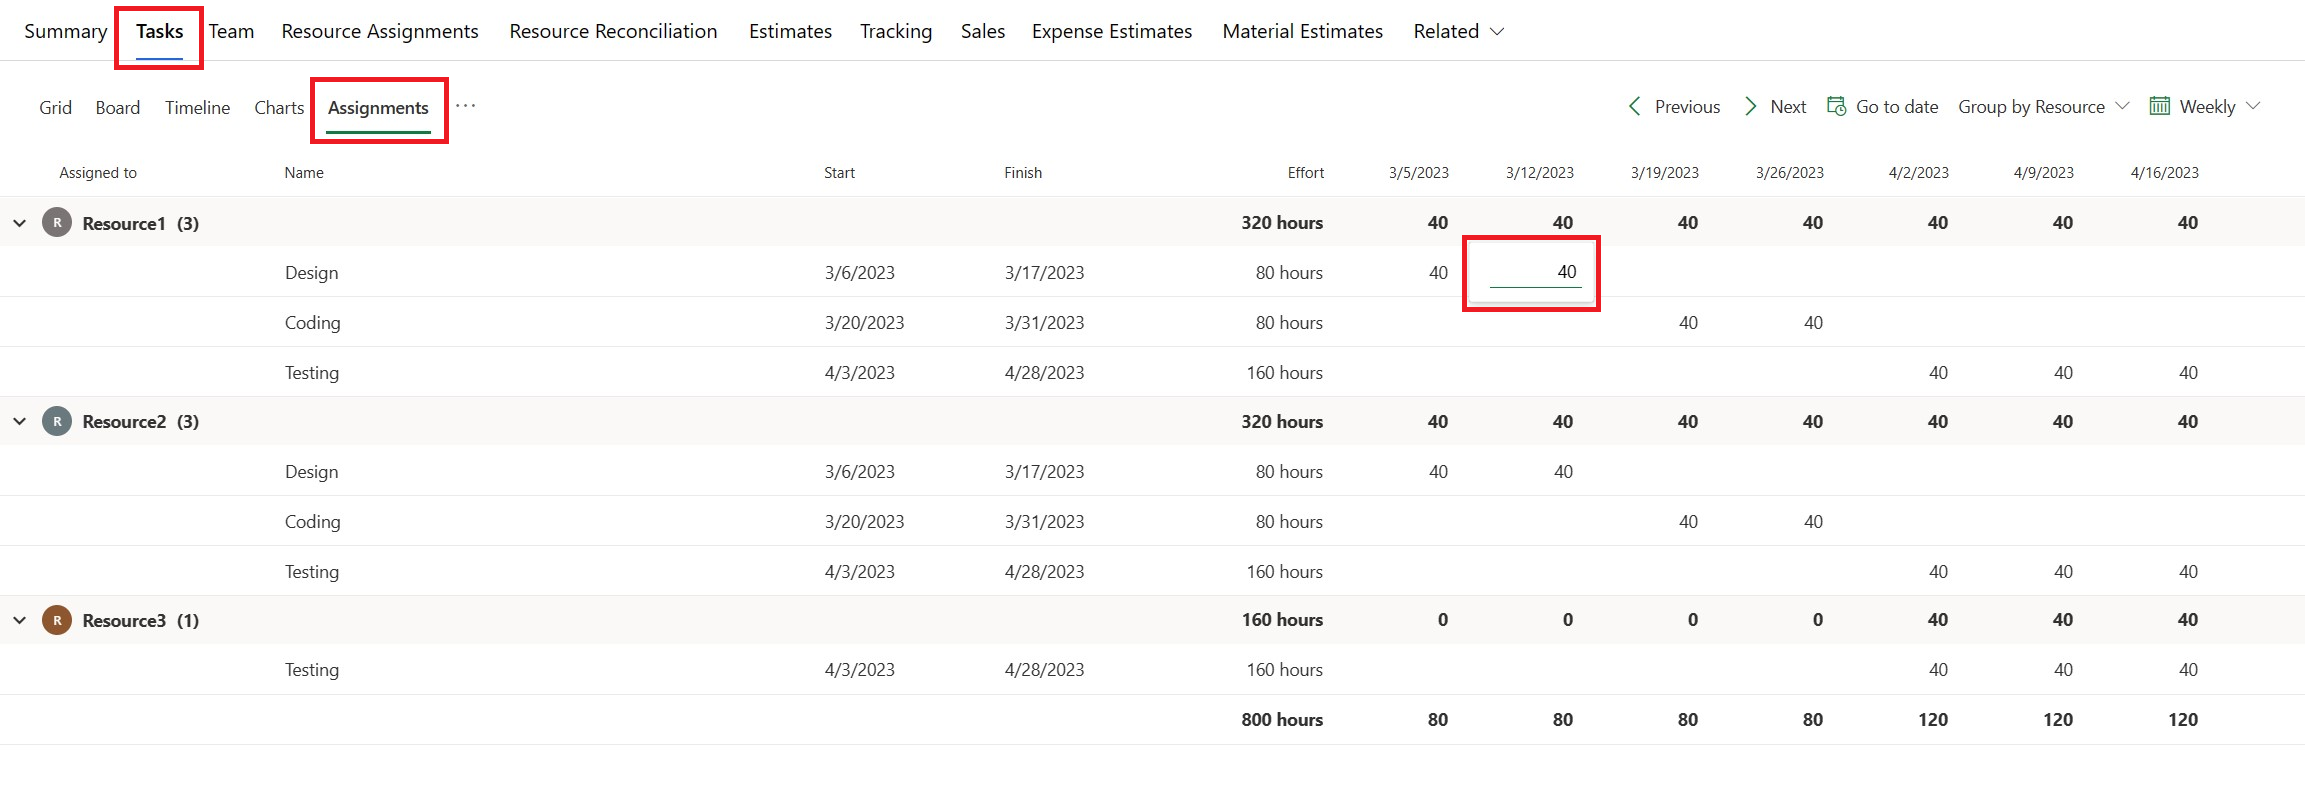 Summary Tasks Team Resource Assignments Resource Reconciliation Estimates Tracking Sales Expense Estimates Material Estimates Related
Grid Board Timeline Charts Assignments ... Previous Next Go to date Group by Resource Weekly
Assigned to Name Start Finish Effort 3/5/2023 3/12/2023 3/19/2023 3/26/2023 4/2/2023 4/9/2023 4/16/2023
R Resource1 (3) 320 hours 40 40 40 40 40 40 40
Design 3/6/2023 3/17/2023 80 hours 40 40
Coding 3/20/2023 3/31/2023 80 hours 40 40
Testing 4/3/2023 4/28/2023 160 hours 40 40 40
R Resource2 (3) 320 hours 40 40 40 40 40 40 40
Design 3/6/2023 3/17/2023 80 hours 40 40
Coding 3/20/2023 3/31/2023 80 hours 40 40
Testing 4/3/2023 4/28/2023 160 hours 40 40 40
R Resource3 (1) 160 hours 0 0 0 0 40 40 40
Testing 4/3/2023 4/28/2023 160 hours 40 40 40
800 hours 80 80 80 80 120 120 120